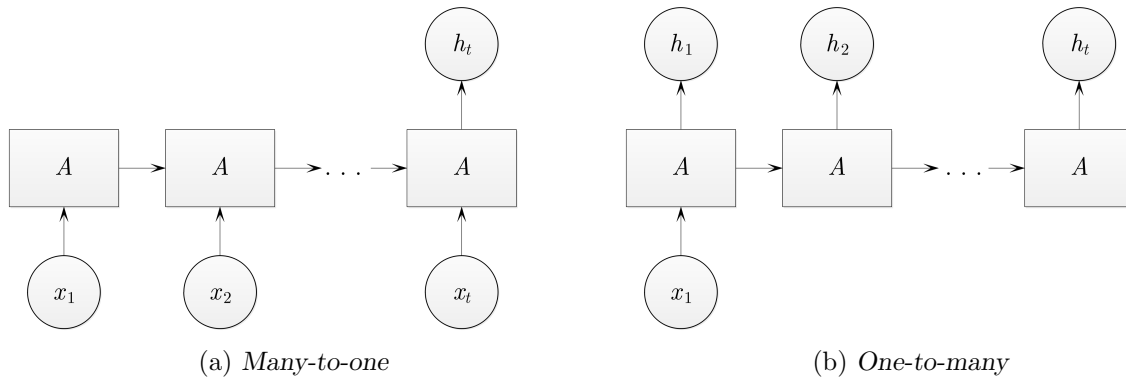 h_t h_1 h_2 h_t
A A . . . A A A . . . A
x_1 x_2 x_t x_1
(a) Many-to-one (b) One-to-many